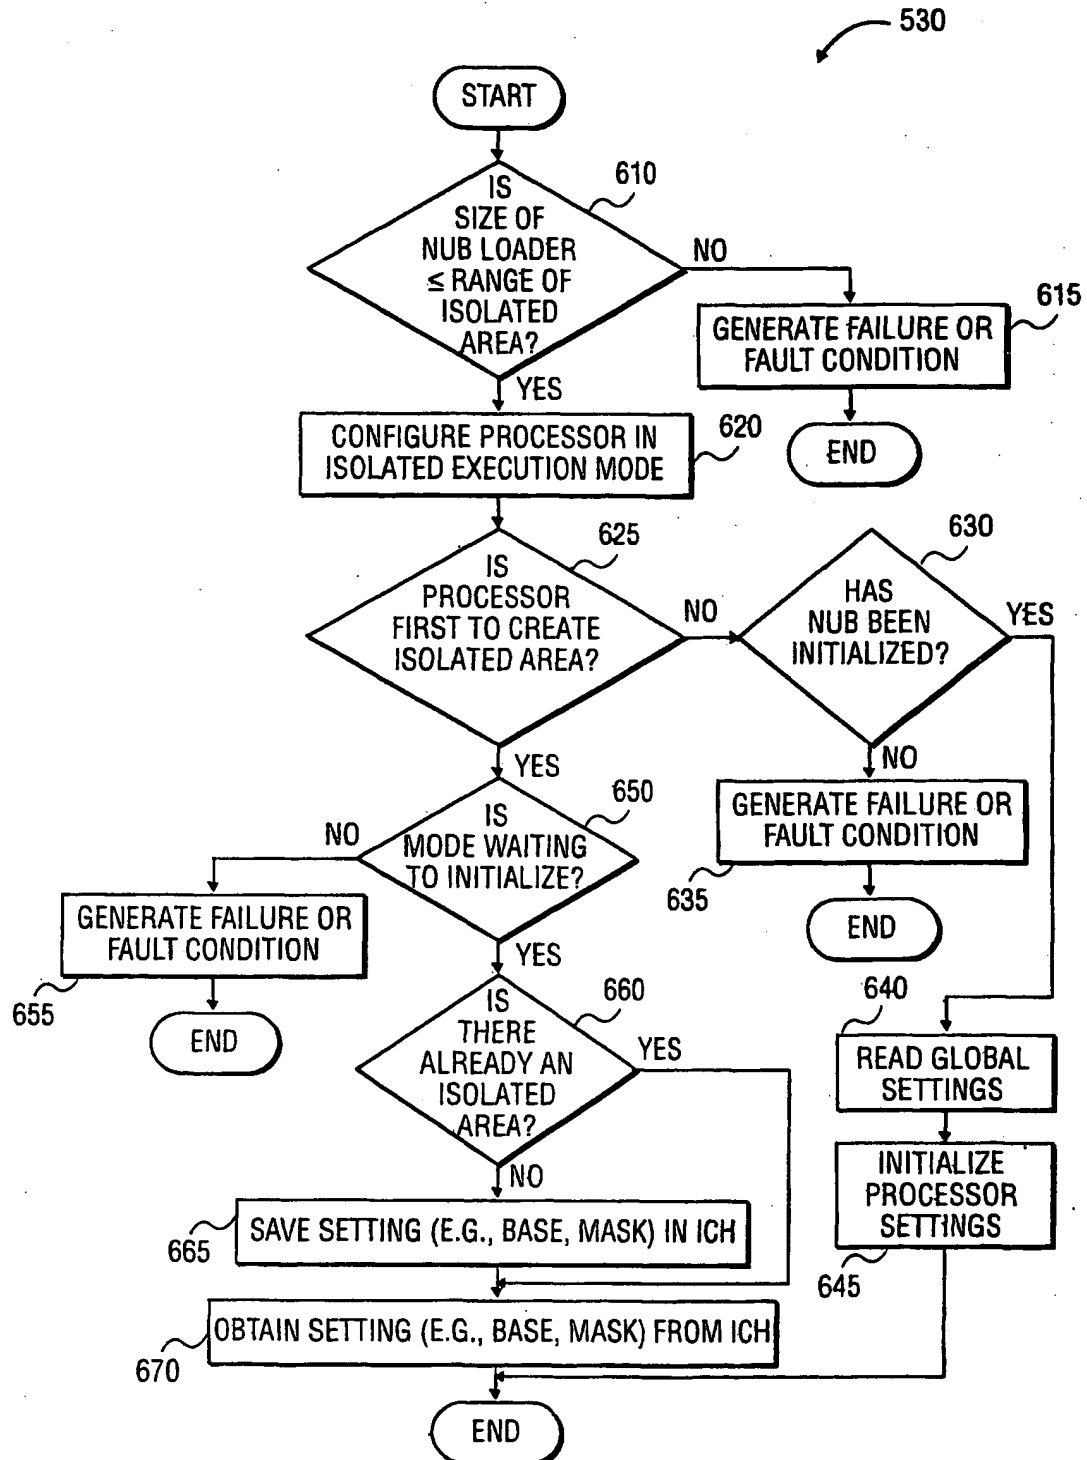 530
START
610
IS
SIZE OF
NUB LOADER
≤ RANGE OF
ISOLATED
AREA?
NO
615
GENERATE FAILURE OR
FAULT CONDITION
END
YES
CONFIGURE PROCESSOR IN
ISOLATED EXECUTION MODE
620
625
IS
PROCESSOR
FIRST TO CREATE
ISOLATED AREA?
NO
630
HAS
NUB BEEN
INITIALIZED?
YES
NO
GENERATE FAILURE OR
FAULT CONDITION
635
END
YES
650
IS
MODE WAITING
TO INITIALIZE?
NO
GENERATE FAILURE OR
FAULT CONDITION
655
END
YES
660
IS
THERE
ALREADY AN
ISOLATED
AREA?
YES
640
READ GLOBAL
SETTINGS
INITIALIZE
PROCESSOR
SETTINGS
645
NO
SAVE SETTING (E.G., BASE, MASK) IN ICH
665
OBTAIN SETTING (E.G., BASE, MASK) FROM ICH
670
END